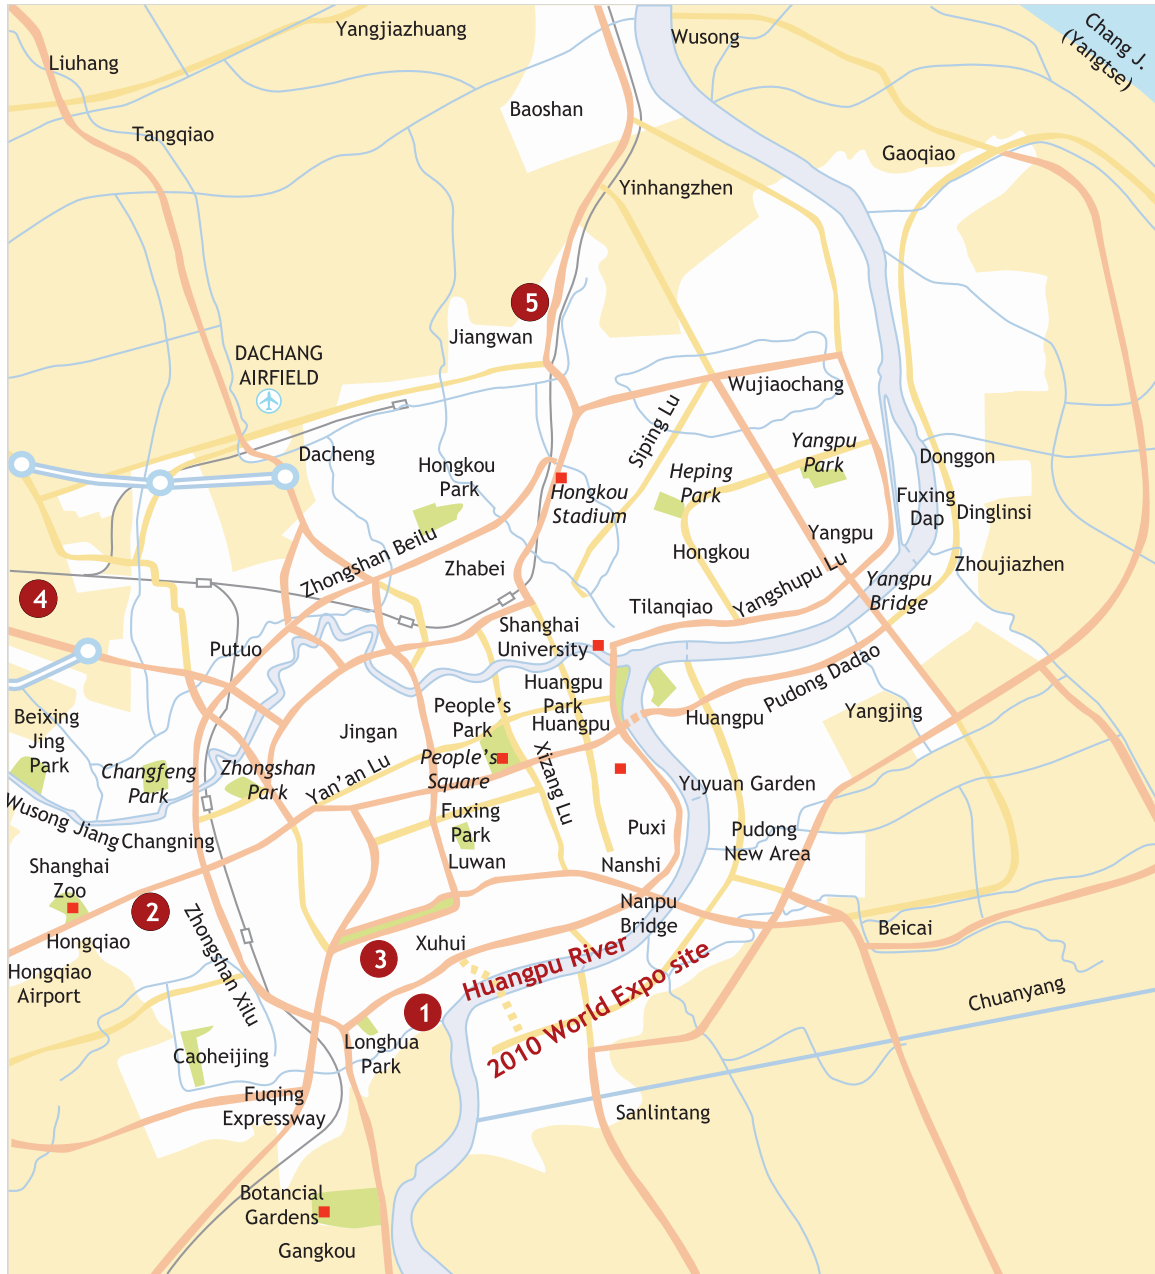 Chang J.
(Yangtse)
Yangjiazhuang
Wusong
Liuhang
Baoshan
Tangqiao
Gaoqiao
Yinhangzhen
5
Jiangwan
DACHANG
AIRFIELD
Wujiaochang
Siping Lu
Yangpu
Park
Dacheng
Hongkou
Park
Heping
Park
Donggon
Hongkou
Stadium
Fuxing
Dap
Dinglinsi
Yangpu
Zhongshan Beilu
Hongkou
Zhabei
Zhoujiazhen
Yangshupu Lu
Yangpu
Bridge
4
Tilanqiao
Shanghai
University
Putuo
Pudong Dadao
Huangpu
Park
People's
Park
Huangpu
Huangpu
Yangjing
Beixing
Jing
Park
Jingan
Xizang Lu
People's
Square
Changfeng
Park
Zhongshan
Park
Yan'an Lu
Yuyuan Garden
Wusong Jiang
Fuxing
Park
Puxi
Pudong
New Area
Changning
Luwan
Nanshi
Shanghai
Zoo
2
Nanpu
Bridge
Zhongshan Xilu
Hongqiao
Xuhui
Beicai
3
Huangpu River
Hongqiao
Airport
2010 World Expo site
Chuanyang
1
Longhua
Park
Caoheijing
Fuqing
Expressway
Sanlintang
Botancial
Gardens
Gangkou